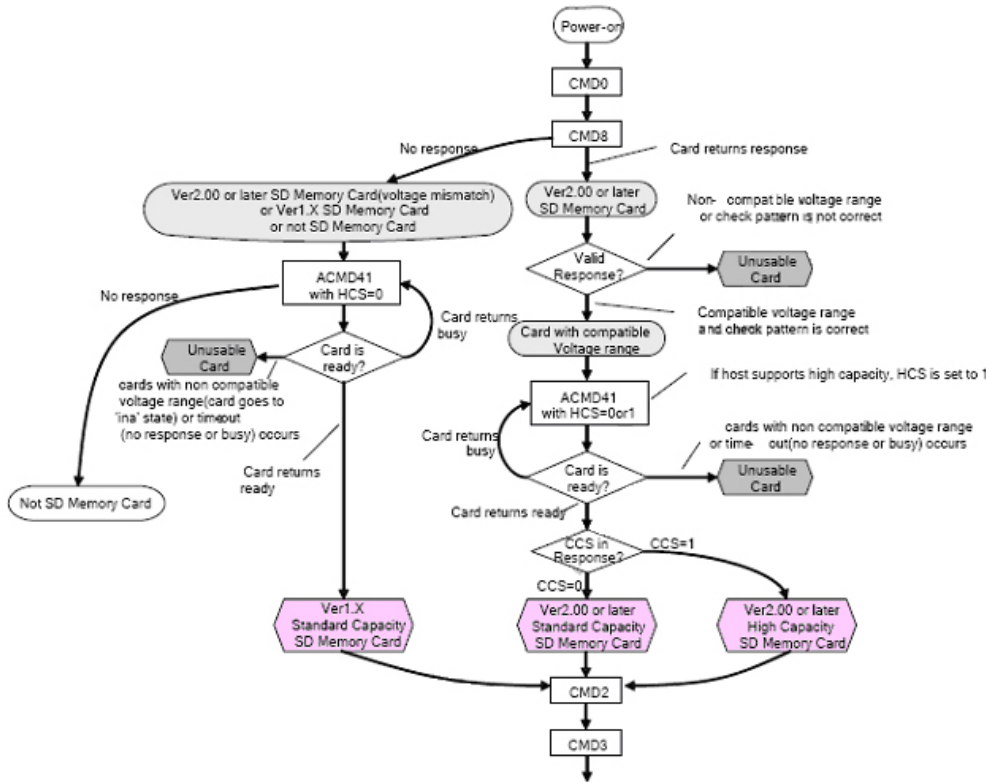 Power-on
CMD0
CMD8
No response
Card returns response
Ver2.00 or later SD Memory Card(voltage mismatch)
or Ver1.X SD Memory Card
or not SD Memory Card
Ver2.00 or later
SD Memory Card
Non- compatible voltage range
or check pattern is not correct
Valid
Response?
Unusable
Card
ACMD41
with HCS=0
No response
Card returns
busy
Compatible voltage range
and check pattern is correct
Card with compatible
Voltage range
Card is
ready?
Unusable
Card
cards with non compatible
voltage range(card goes to
'ina' state) or timeout
(no response or busy) occurs
If host supports high capacity, HCS is set to 1
ACMD41
with HCS=0or1
Card returns
busy
cards with non compatible voltage range
or time- out(no response or busy) occurs
Card is
ready?
Unusable
Card
Card returns
ready
Not SD Memory Card
Card returns ready
CCS in
Response?
CCS=1
CCS=0
Ver1.X
Standard Capacity
SD Memory Card
Ver2.00 or later
Standard Capacity
SD Memory Card
Ver2.00 or later
High Capacity
SD Memory Card
CMD2
CMD3